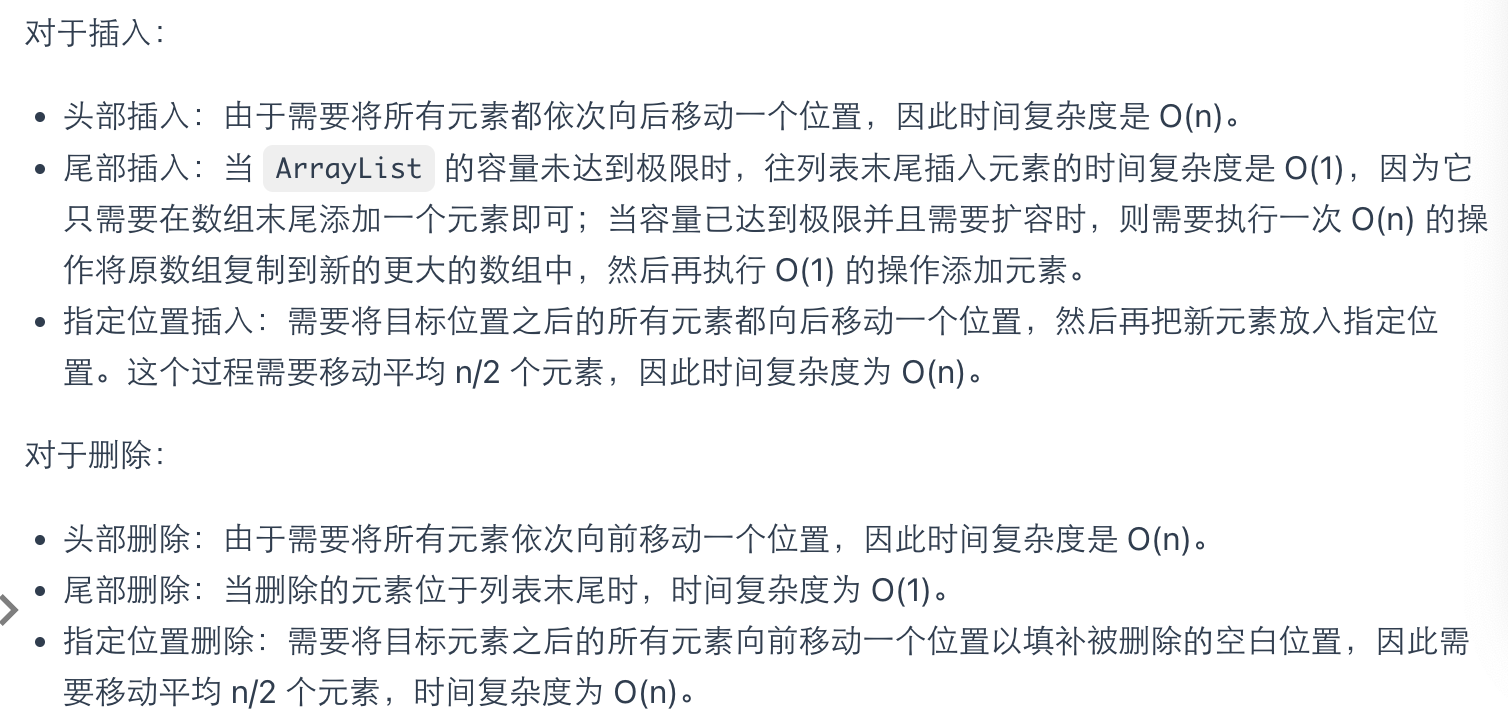 对于插入：
• 头部插入：由于需要将所有元素都依次向后移动一个位置，因此时间复杂度是 O(n)。
• 尾部插入：当 ArrayList 的容量未达到极限时，往列表末尾插入元素的时间复杂度是 O(1)，因为它
只需要在数组末尾添加一个元素即可；当容量已达到极限并且需要扩容时，则需要执行一次 O(n) 的操
作将原数组复制到新的更大的数组中，然后再执行 O(1) 的操作添加元素。
• 指定位置插入：需要将目标位置之后的所有元素都向后移动一个位置，然后再把新元素放入指定位
置。这个过程需要移动平均 n/2 个元素，因此时间复杂度为 O(n)。
对于删除：
• 头部删除：由于需要将所有元素依次向前移动一个位置，因此时间复杂度是 O(n)。
• 尾部删除：当删除的元素位于列表末尾时，时间复杂度为 O(1)。
• 指定位置删除：需要将目标元素之后的所有元素向前移动一个位置以填补被删除的空白位置，因此需
要移动平均 n/2 个元素，时间复杂度为 O(n)。